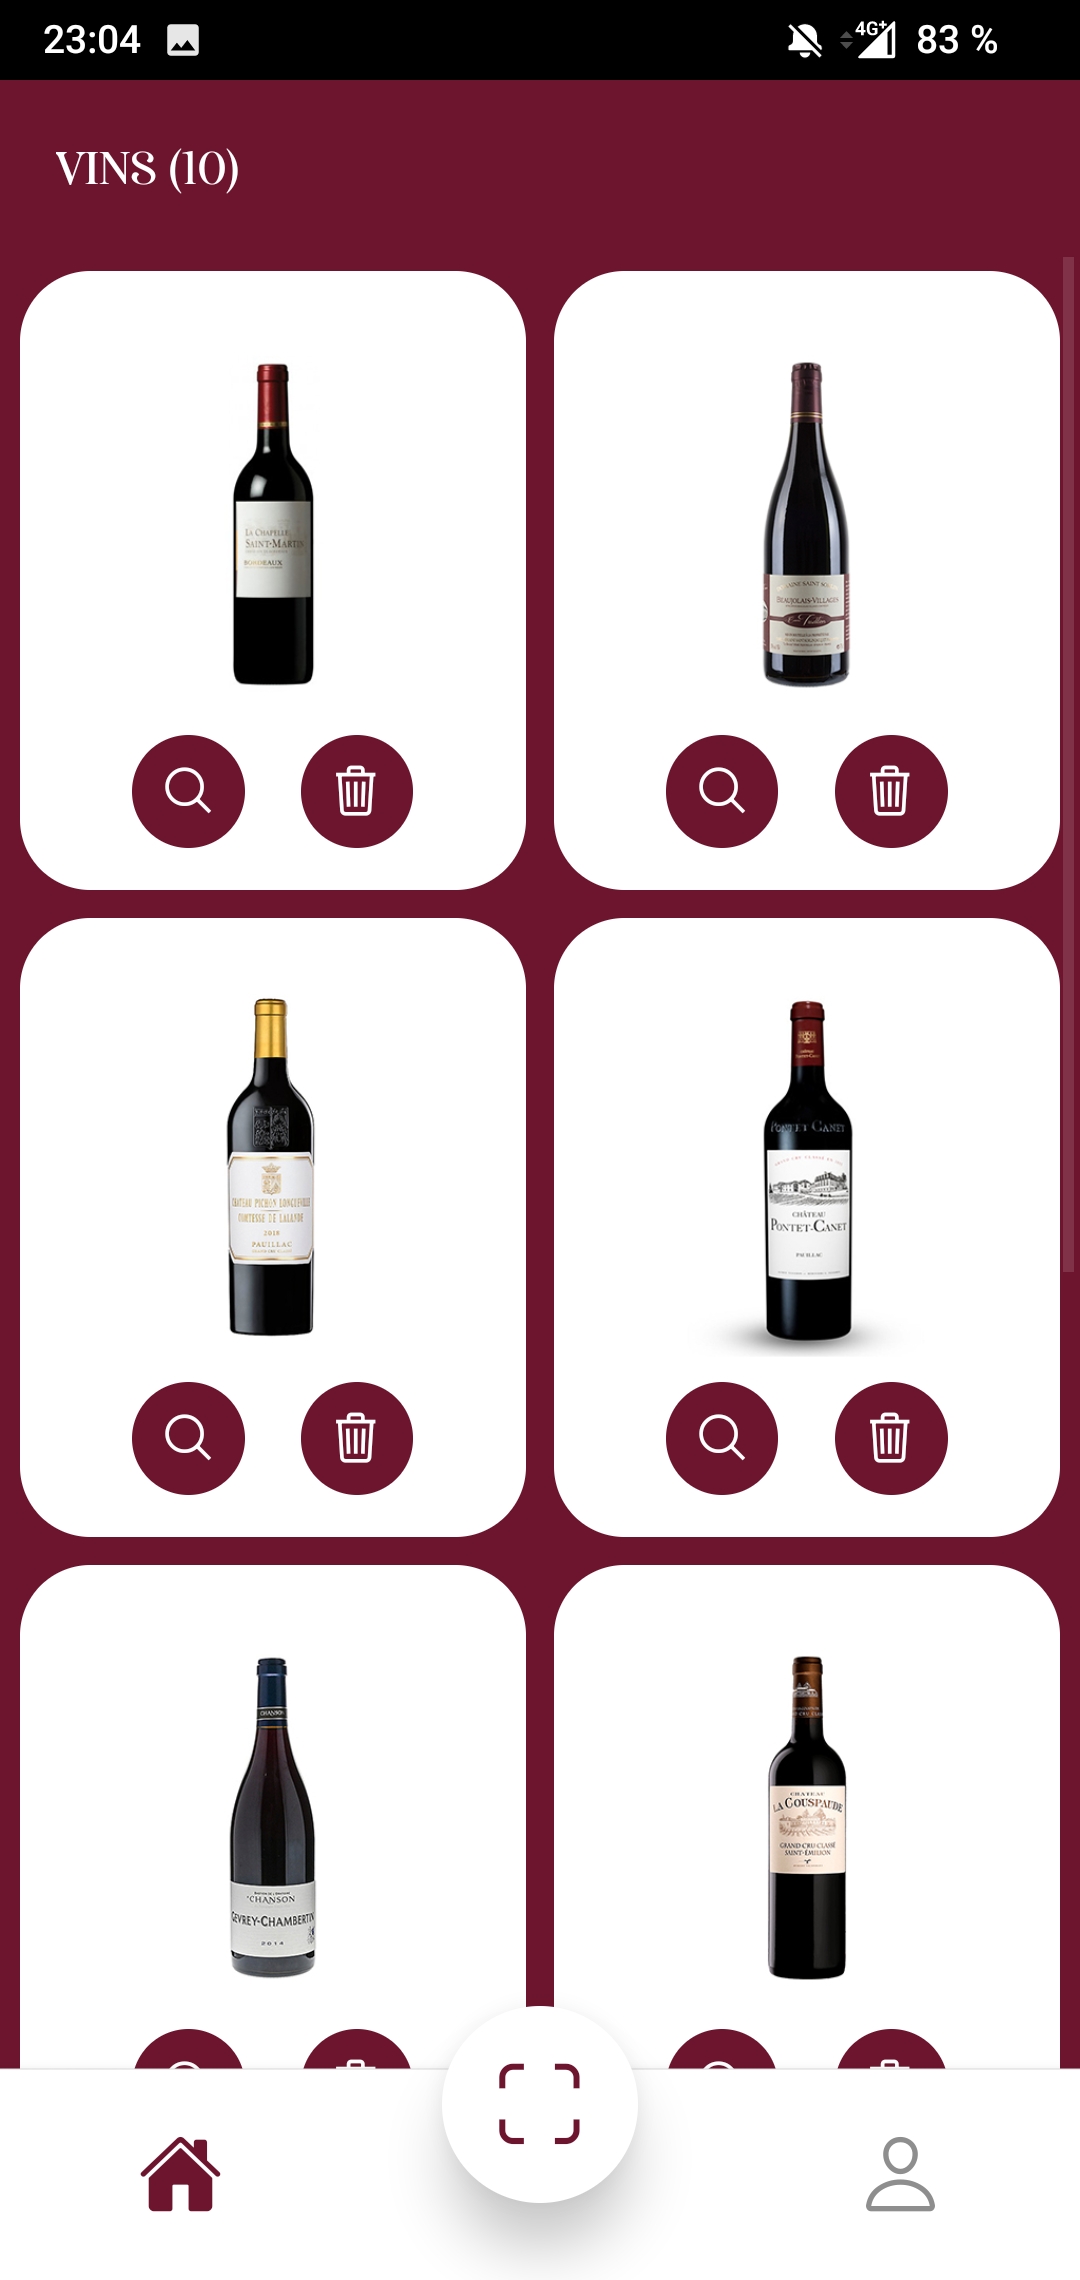 23:04
4G+
83 %
VINS (10)
LA CHAPELLE
SAINT-MARTIN
BORDEAUX
BEAUJOLAIS-VILLAGES
CHATEAU PICHON LONGUEVILLE
COMTESSE DE LALANDE
2018
PAUILLAC
PONTET CANET
CHÂTEAU
PONTET-CANET
PAUILLAC
CHANSON
CHANSON
GEVREY-CHAMBERTIN
2014
CHATEAU
LA COUSPAUDE
GRAND CRU CLASSÉ
SAINT-ÉMILION